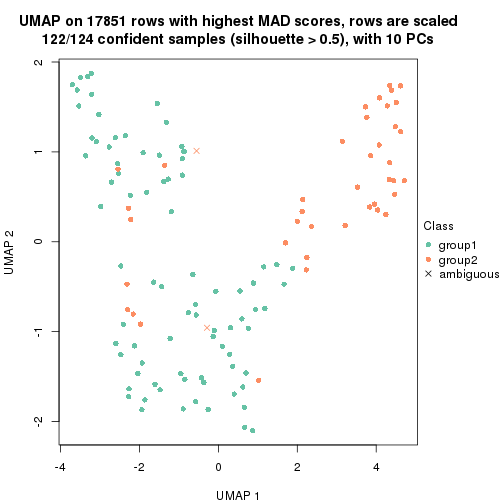 UMAP on 17851 rows with highest MAD scores, rows are scaled
122/124 confident samples (silhouette > 0.5), with 10 PCs
2
1
0
-1
-2
UMAP 2
-4
-2
0
2
4
UMAP 1
Class
group1
group2
ambiguous